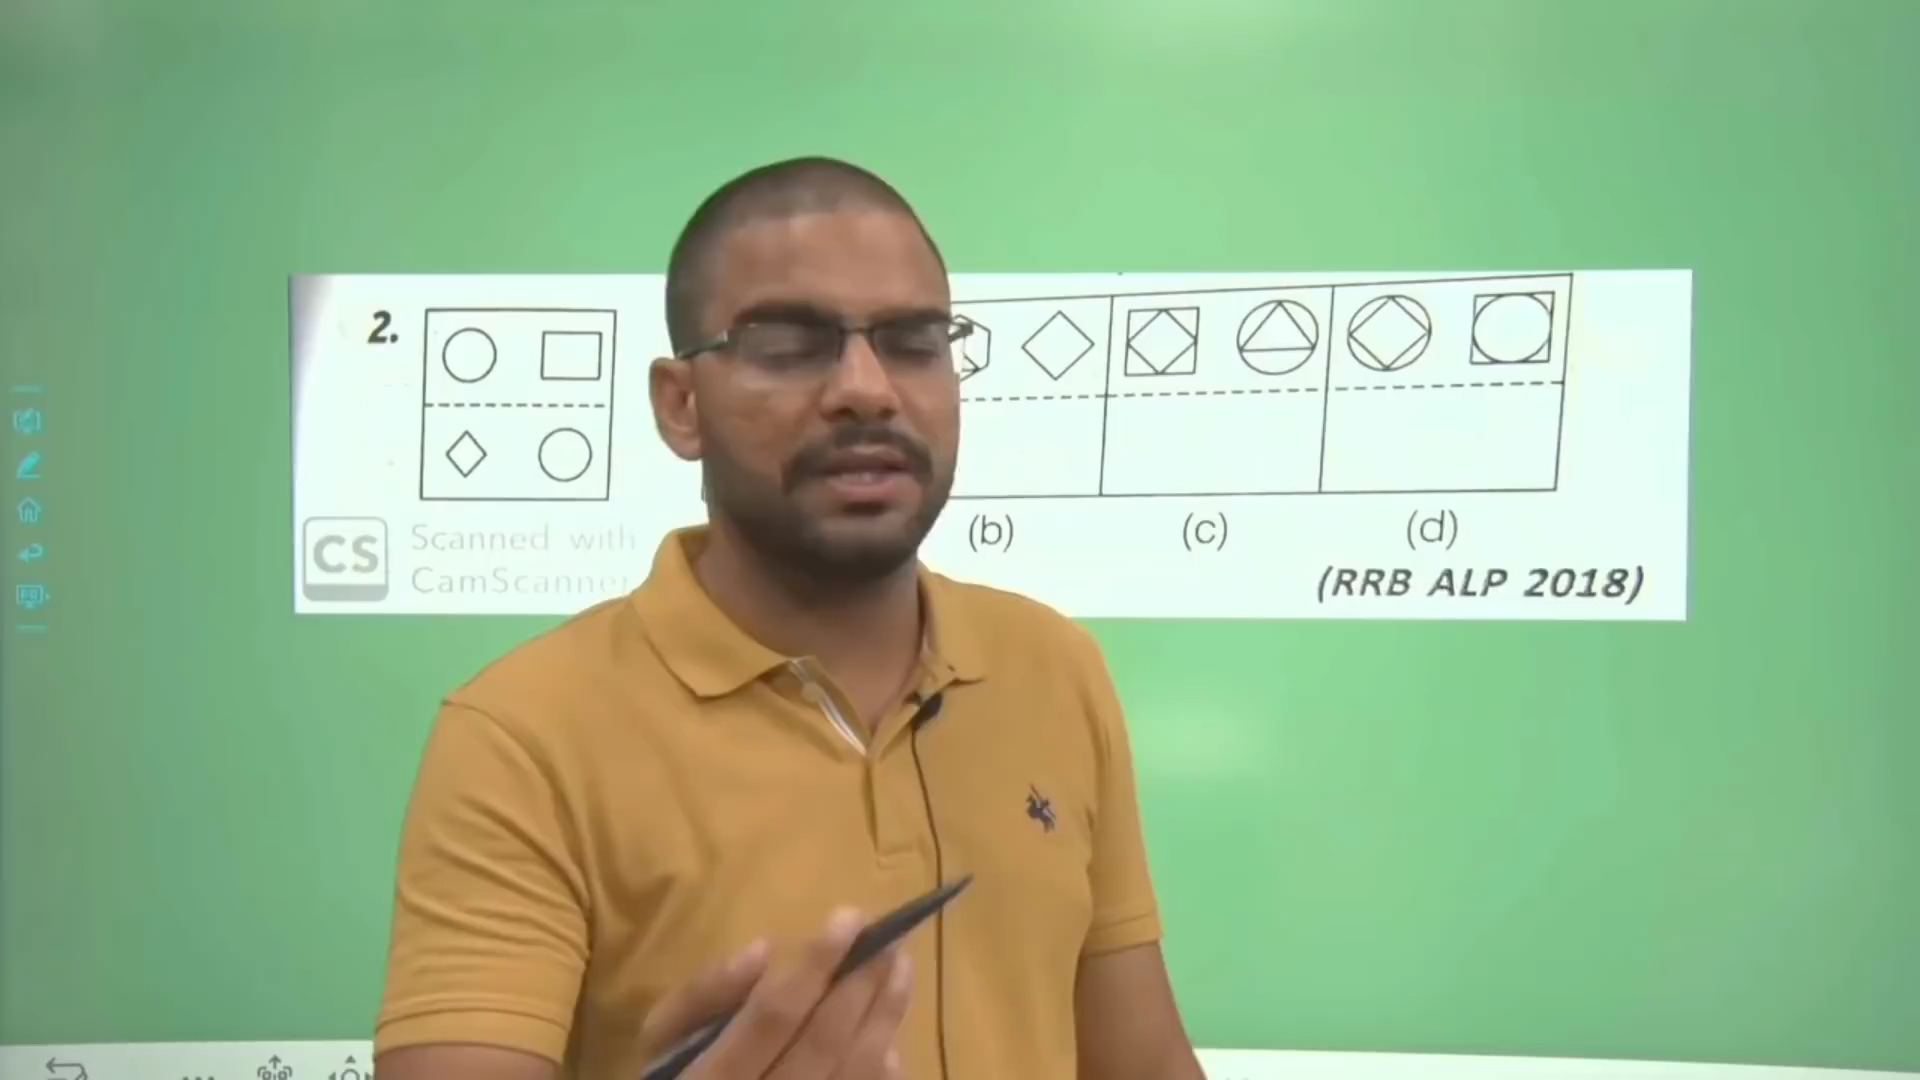 2.
CS Scanned with
CamScanner
(b) (c) (d)
(RRB ALP 2018)